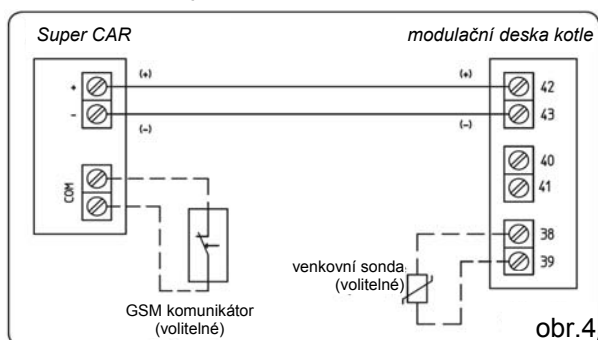 Super CAR
modulační deska kotle
+
(+)
(+)
42
-
(-)
(-)
43
40
COM
41
38
39
venkovní sonda
(volitelné)
GSM komunikátor
(volitelné)
obr.4